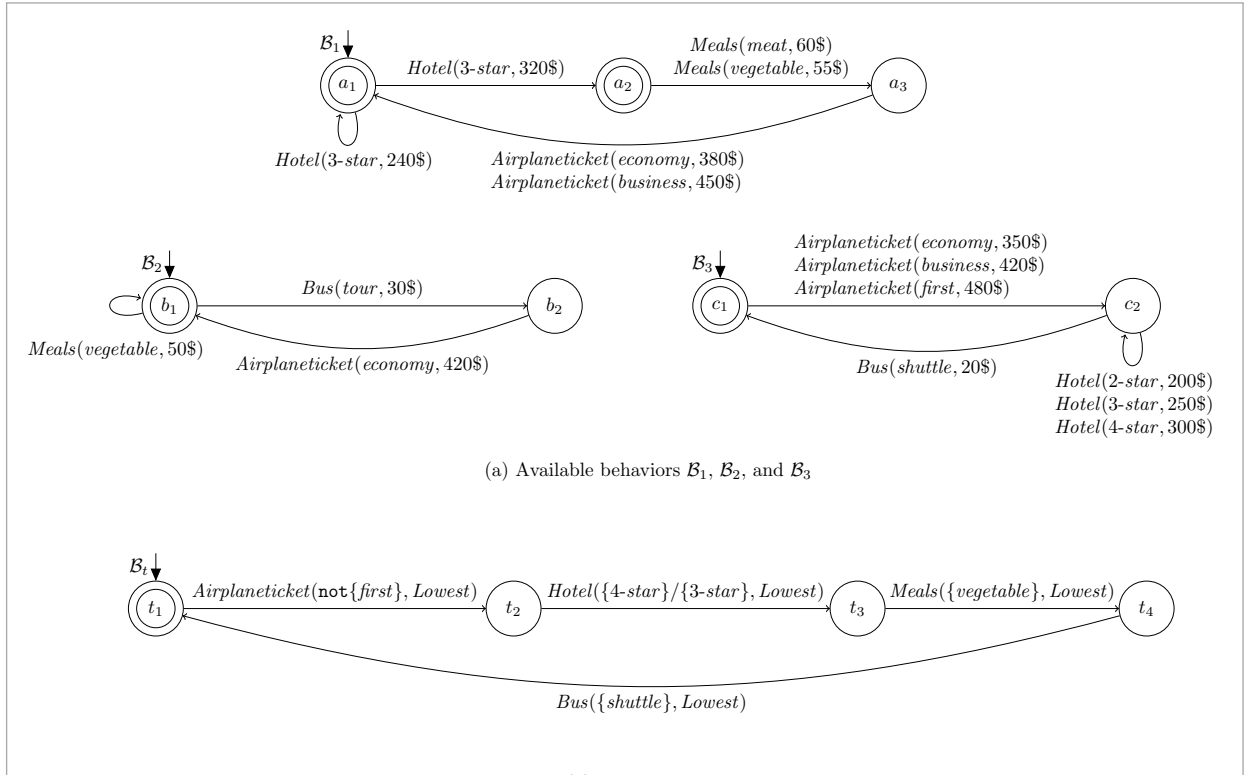 B₁
Hotel(3-star, 320$)
Meals(meat, 60$)
Meals(vegetable, 55$)
a₁
a₂
a₃
Hotel(3-star, 240$)
Airplaneticket(economy, 380$)
Airplaneticket(business, 450$)
B₂
Bus(tour, 30$)
b₁
b₂
Meals(vegetable, 50$)
Airplaneticket(economy, 420$)
B₃
Airplaneticket(economy, 350$)
Airplaneticket(business, 420$)
Airplaneticket(first, 480$)
c₁
c₂
Bus(shuttle, 20$)
Hotel(2-star, 200$)
Hotel(3-star, 250$)
Hotel(4-star, 300$)
(a) Available behaviors B₁, B₂, and B₃
Bₜ
Airplaneticket(not{first}, Lowest)
Hotel({4-star}/{3-star}, Lowest)
Meals({vegetable}, Lowest)
t₁
t₂
t₃
t₄
Bus({shuttle}, Lowest)